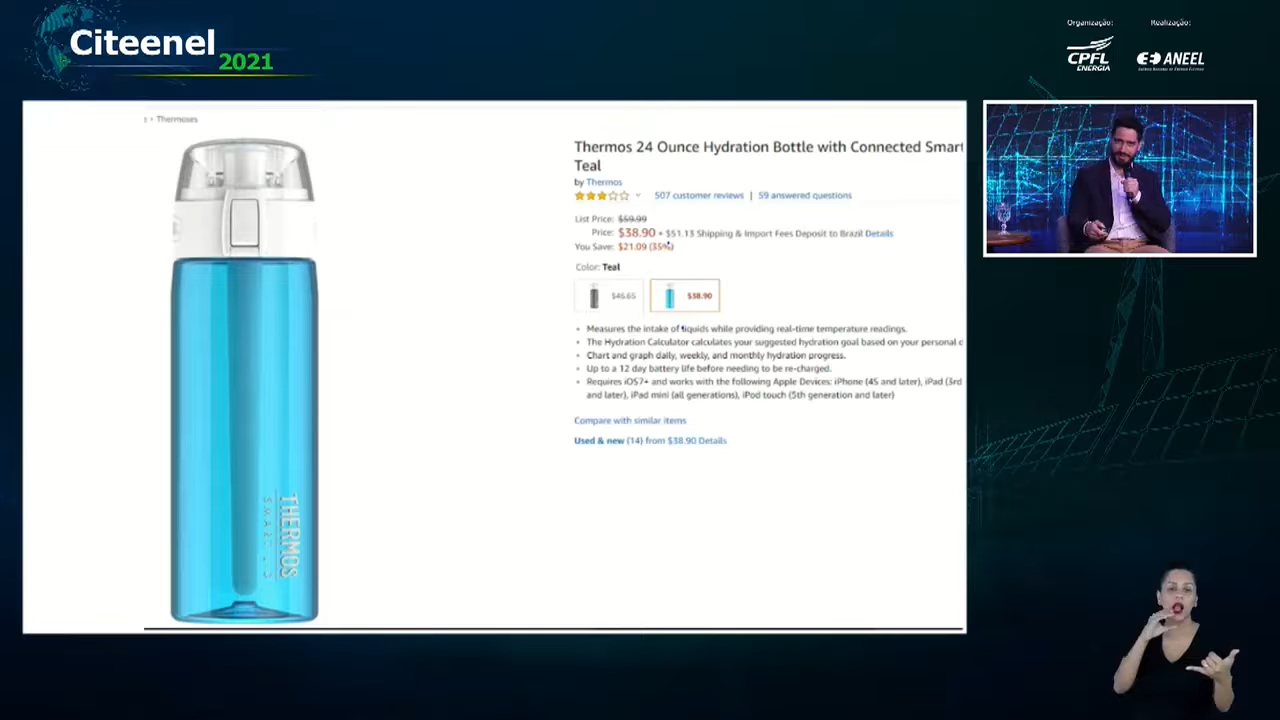 Citeenel
2021
Organização:
Realização:
CPFL
ENERGIA
ANEEL
› Thermoses
Thermos 24 Ounce Hydration Bottle with Connected Smart
Teal
by Thermos
507 customer reviews | 59 answered questions
List Price: $59.99
Price: $38.90 + $51.13 Shipping & Import Fees Deposit to Brazil Details
You Save: $21.09 (35%)
Color: Teal
$46.65
$38.90
• Measures the intake of liquids while providing real-time temperature readings.
• The Hydration Calculator calculates your suggested hydration goal based on your personal
• Chart and graph daily, weekly, and monthly hydration progress.
• Up to a 12 day battery life before needing to be re-charged.
• Requires iOS7+ and works with the following Apple Devices: iPhone (4S and later), iPad (3rd
and later), iPad mini (all generations), iPod touch (5th generation and later)
Compare with similar items
Used & new (14) from $38.90 Details
THERMOS